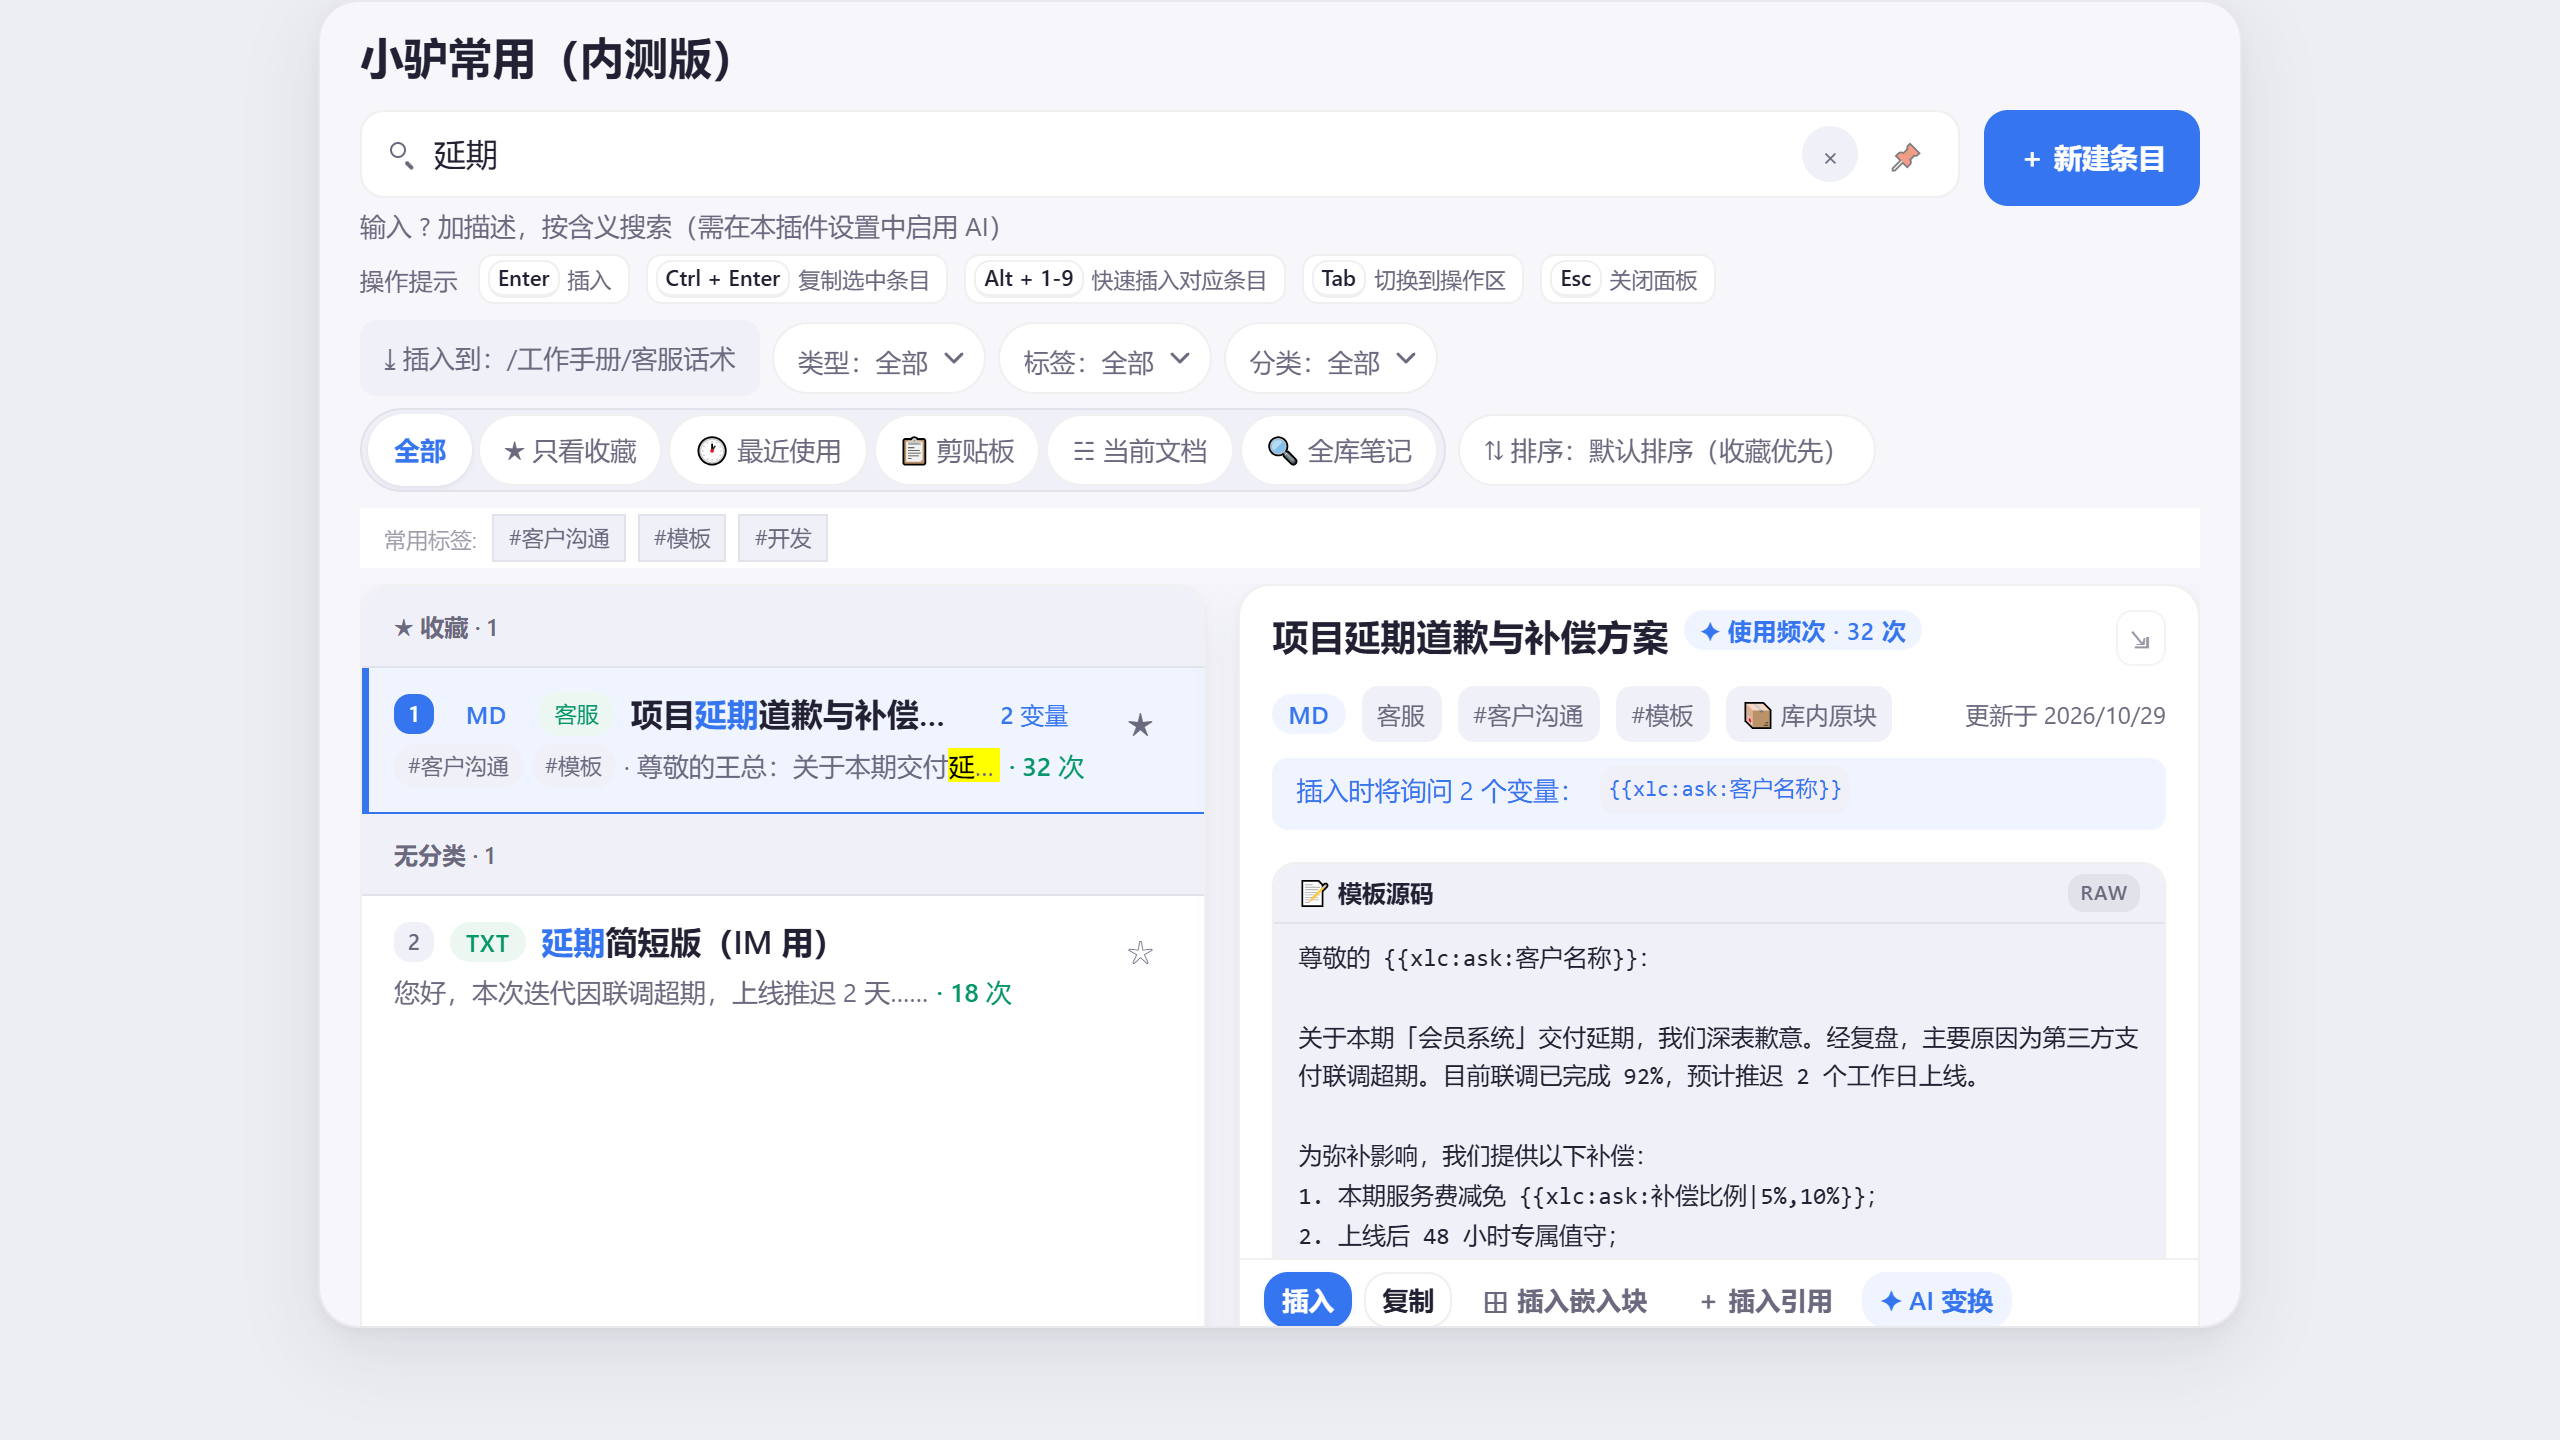 小驴常用（内测版）
延期
×
+ 新建条目
输入 ? 加描述，按含义搜索（需在本插件设置中启用 AI）
操作提示 Enter 插入 Ctrl + Enter 复制选中条目 Alt + 1-9 快速插入对应条目 Tab 切换到操作区 Esc 关闭面板
↓ 插入到：/工作手册/客服话术 类型：全部 标签：全部 分类：全部
全部 ★ 只看收藏 最近使用 剪贴板 ☵ 当前文档 全库笔记 ⇅ 排序：默认排序（收藏优先）
常用标签: #客户沟通 #模板 #开发
★ 收藏 · 1
1 MD 客服 项目延期道歉与补偿... 2 变量 ★
#客户沟通 #模板 · 尊敬的王总：关于本期交付延... · 32 次
无分类 · 1
2 TXT 延期简短版（IM 用） ☆
您好，本次迭代因联调超期，上线推迟 2 天…… · 18 次
项目延期道歉与补偿方案 ✦ 使用频次 · 32 次
MD 客服 #客户沟通 #模板 库内原块 更新于 2026/10/29
插入时将询问 2 个变量： {{xlc:ask:客户名称}}
模板源码 RAW
尊敬的 {{xlc:ask:客户名称}}：
关于本期「会员系统」交付延期，我们深表歉意。经复盘，主要原因为第三方支
付联调超期。目前联调已完成 92%，预计推迟 2 个工作日上线。
为弥补影响，我们提供以下补偿：
1. 本期服务费减免 {{xlc:ask:补偿比例|5%,10%}}；
2. 上线后 48 小时专属值守；
插入 复制 田 插入嵌入块 + 插入引用 ✦ AI 变换